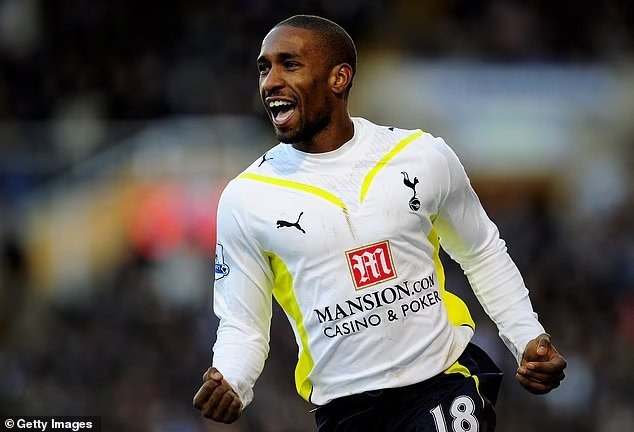 M
MANSION.COM
CASINO & POKER
18
© Getty Images